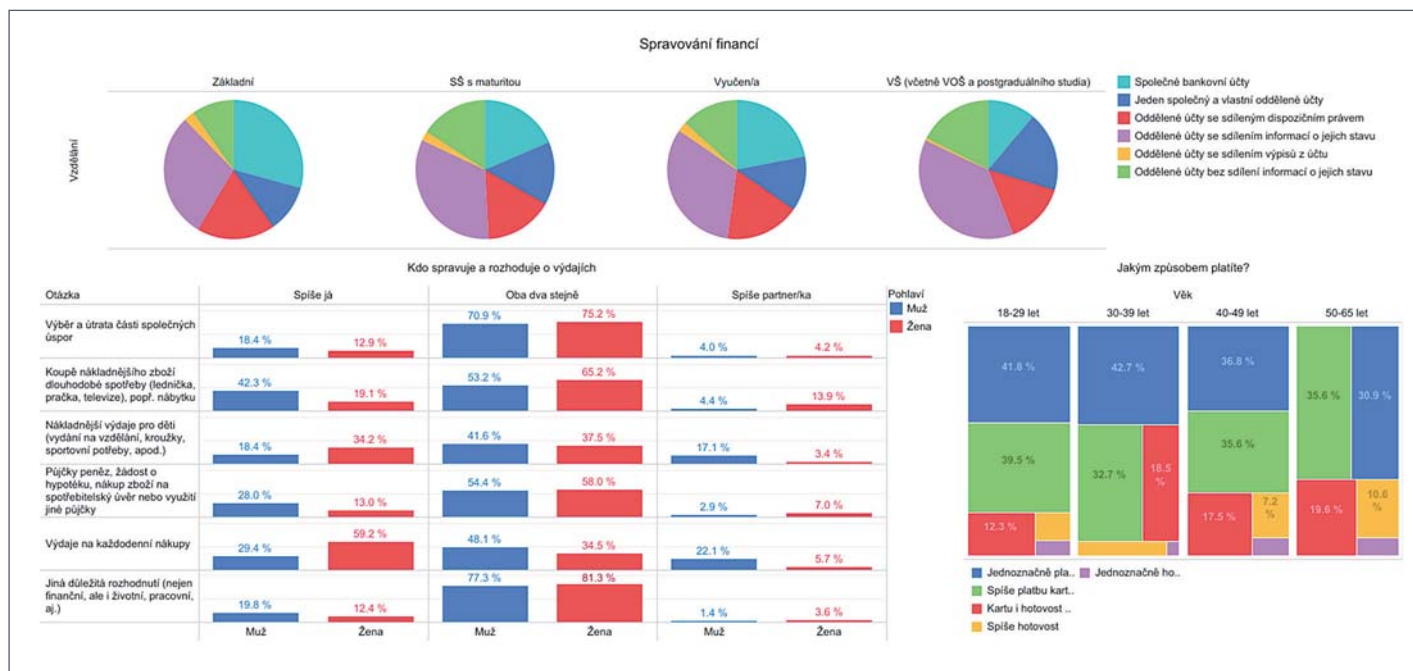 Spravování financí
Základní
SŠ s maturitou
Vyučen/a
VŠ (včetně VOŠ a postgraduálního studia)
Vzdělání
Společné bankovní účty
Jeden společný a vlastní oddělené účty
Oddělené účty se sdíleným dispozičním právem
Oddělené účty se sdílením informací o jejich stavu
Oddělené účty se sdílením výpisů z účtu
Oddělené účty bez sdílení informací o jejich stavu
Kdo spravuje a rozhoduje o výdajích
Otázka
Spíše já
Oba dva stejně
Spíše partner/ka
Pohlaví
Muž
Žena
Výběr a útrata části společných
úspor
18.4 %
12.9 %
70.9 %
75.2 %
4.0 %
4.2 %
Koupě nákladnějšího zboží
dlouhodobé spotřeby (lednička,
pračka, televize), popř. nábytku
42.3 %
19.1 %
53.2 %
65.2 %
4.4 %
13.9 %
Nákladnější výdaje pro děti
(vydání na vzdělání, kroužky,
sportovní potřeby, apod.)
18.4 %
34.2 %
41.6 %
37.5 %
17.1 %
3.4 %
Půjčky peněz, žádost o
hypotéku, nákup zboží na
spotřebitelský úvěr nebo využití
jiné půjčky
28.0 %
13.0 %
54.4 %
58.0 %
2.9 %
7.0 %
Výdaje na každodenní nákupy
29.4 %
59.2 %
48.1 %
34.5 %
22.1 %
5.7 %
Jiná důležitá rozhodnutí (nejen
finanční, ale i životní, pracovní,
aj.)
19.8 %
12.4 %
77.3 %
81.3 %
1.4 %
3.6 %
Muž
Žena
Muž
Žena
Muž
Žena
Jakým způsobem platíte?
Věk
18-29 let
30-39 let
40-49 let
50-65 let
41.8 %
39.5 %
12.3 %
42.7 %
32.7 %
18.5
%
36.8 %
35.6 %
17.5 %
7.2
%
35.6 %
30.9 %
19.6 %
10.6
%
Jednoznačně pla..
Jednoznačně ho..
Spíše platbu kart..
Kartu i hotovost ..
Spíše hotovost